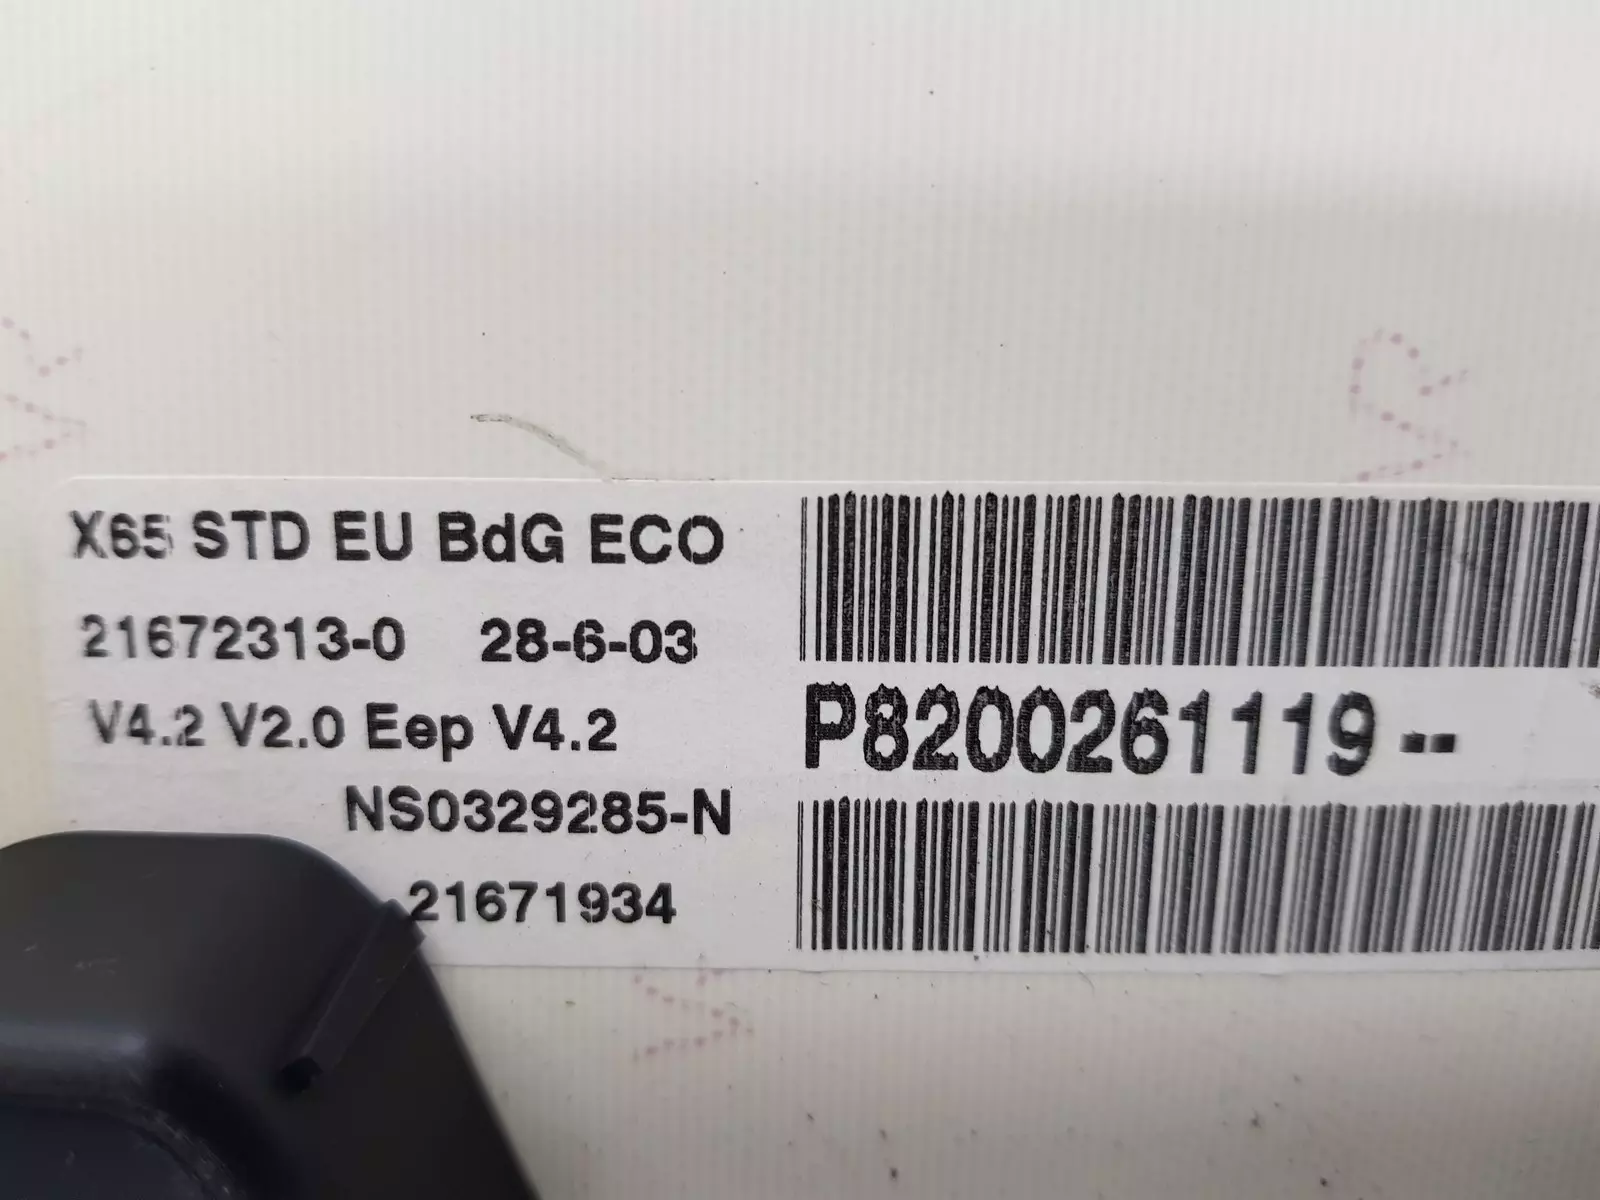 X65 STD EU BdG ECO
21672313-0 28-6-03
V4.2 V2.0 Eep V4.2
NS0329285-N
21671934
P8200261119--